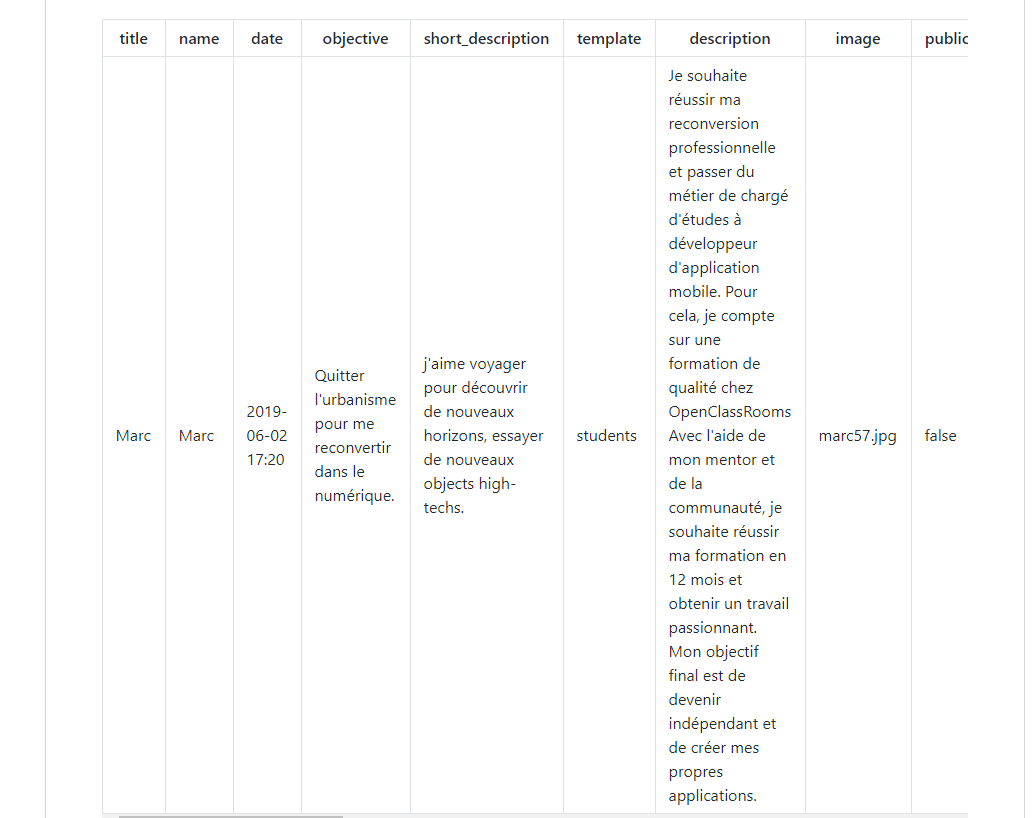 title name date objective short_description template description image public
Je souhaite
réussir ma
reconversion
professionnelle
et passer du
métier de chargé
d'études à
développeur
d'application
mobile. Pour
cela, je compte
sur une
formation de
qualité chez
OpenClassRooms
Avec l'aide de
mon mentor et
de la
communauté, je
souhaite réussir
ma formation en
12 mois et
obtenir un travail
passionnant.
Mon objectif
final est de
devenir
indépendant et
de créer mes
propres
applications.
Marc
Marc
2019-
06-02
17:20
Quitter
l'urbanisme
pour me
reconvertir
dans le
numérique.
j'aime voyager
pour découvrir
de nouveaux
horizons, essayer
de nouveaux
objects high-
techs.
students
marc57.jpg
false